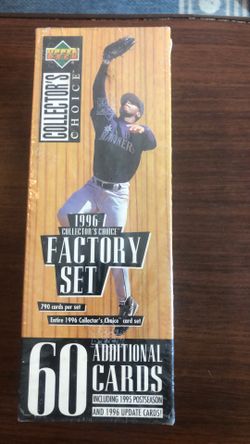 UPPER
DECK
COLLECTOR'S
CHOICE
MARINERS
1996
COLLECTOR'S CHOICE
FACTORY
SET
790 cards per set
Entire 1996 Collector's Choice card set
60
ADDITIONAL
CARDS
INCLUDING 1995 POSTSEASON
AND 1996 UPDATE CARDS!